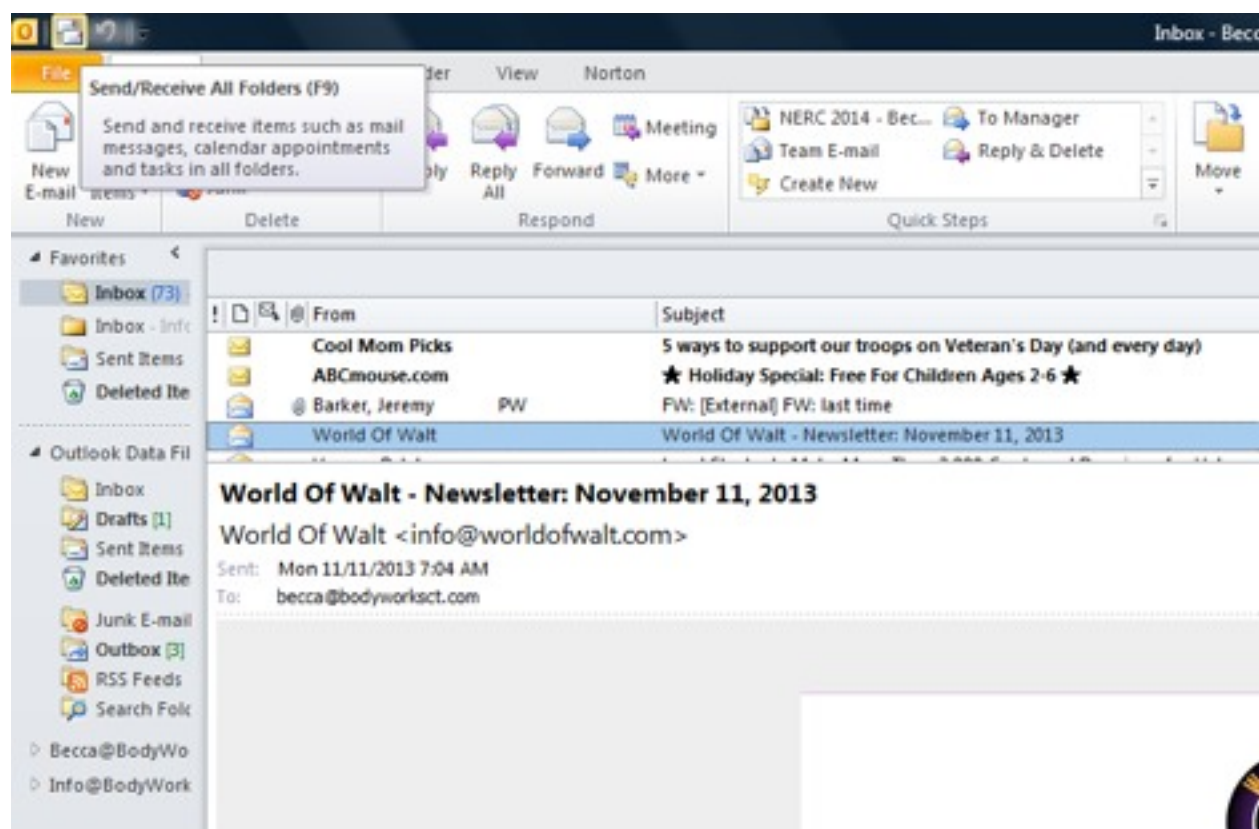 Inbox - Becc
File
der View Norton
Send/Receive All Folders (F9)
Send and receive items such as mail
messages, calendar appointments
and tasks in all folders.
New
E-mail
Items
ply
Reply
All
Forward
Meeting
More
NERC 2014 - Bec...
To Manager
Team E-mail
Reply & Delete
Create New
Move
New
Delete
Respond
Quick Steps
Favorites
Inbox (73)
Inbox - Info
Sent Items
Deleted Ite
Outlook Data Fil
Inbox
Drafts [1]
Sent Items
Deleted Ite
Junk E-mail
Outbox [3]
RSS Feeds
Search Fold
Becca@BodyWo
Info@BodyWork
! From Subject
Cool Mom Picks 5 ways to support our troops on Veteran's Day (and every day)
ABCmouse.com ★ Holiday Special: Free For Children Ages 2-6 ★
Barker, Jeremy PW FW: [External] FW: last time
World Of Walt World Of Walt - Newsletter: November 11, 2013
World Of Walt - Newsletter: November 11, 2013
World Of Walt <info@worldofwalt.com>
Sent: Mon 11/11/2013 7:04 AM
To: becca@bodyworksct.com